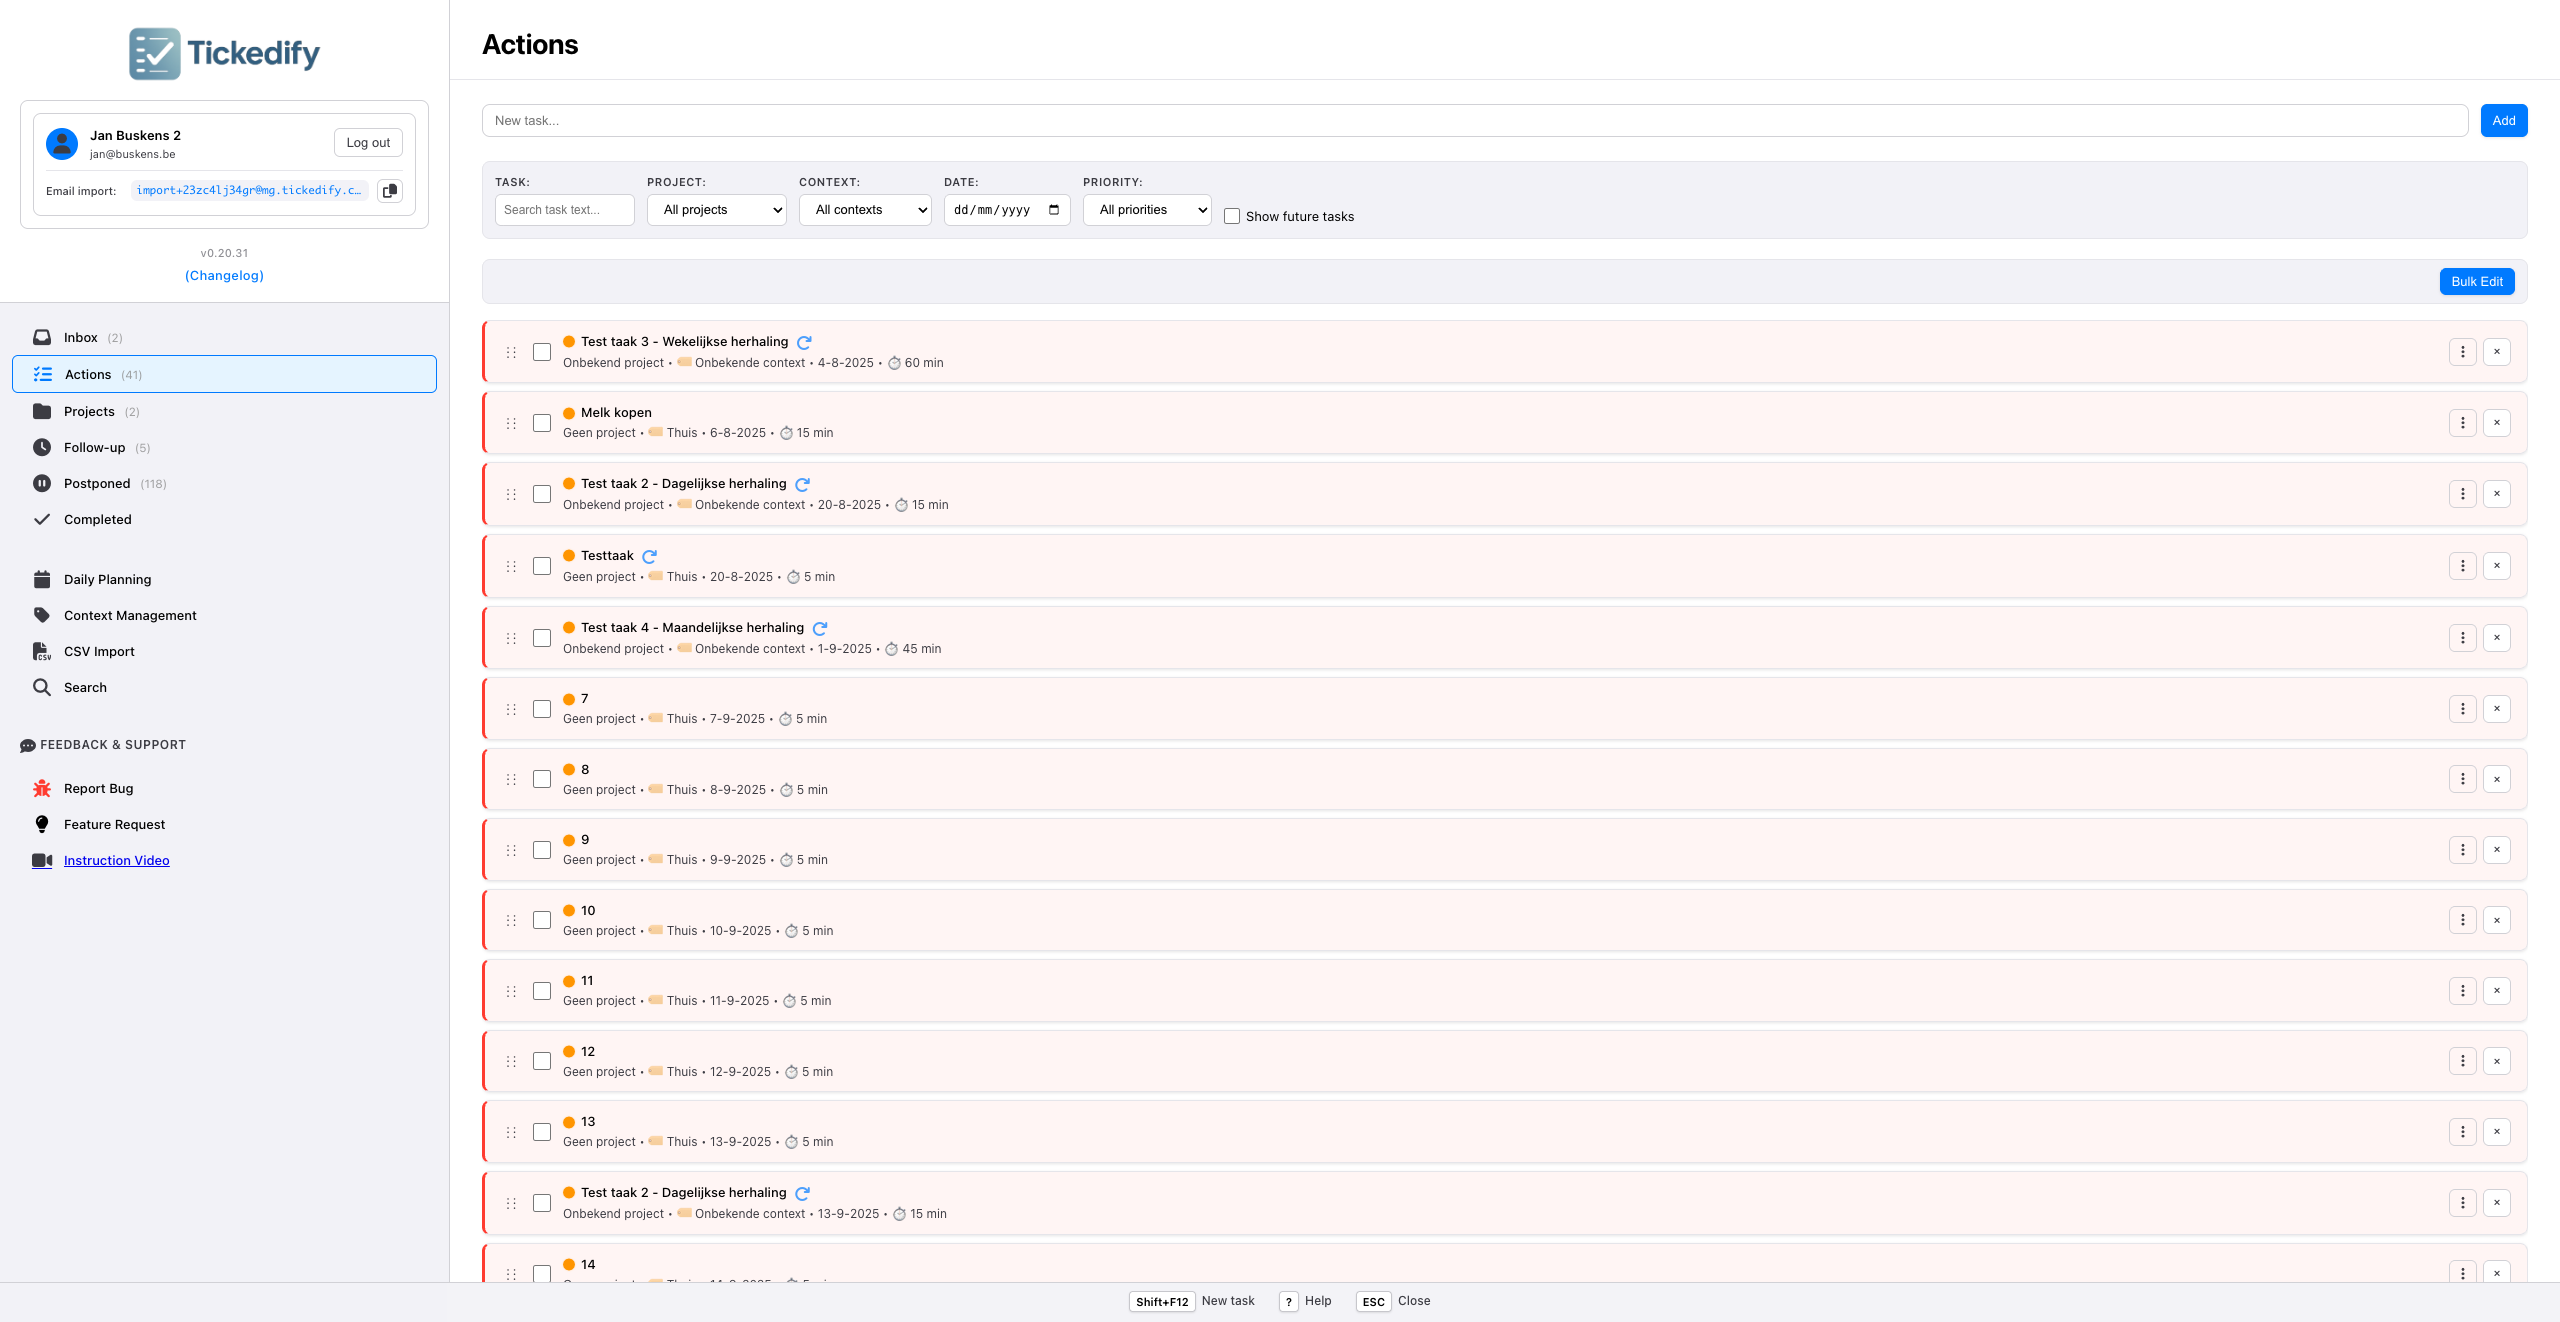 Tickedify
Jan Buskens 2
jan@buskens.be
Log out
Email import: import+23zc4lj34gr@mg.tickedify.c…
v0.20.31
(Changelog)
Inbox (2)
Actions (41)
Projects (2)
Follow-up (5)
Postponed (118)
Completed
Daily Planning
Context Management
CSV Import
Search
FEEDBACK & SUPPORT
Report Bug
Feature Request
Instruction Video
Actions
New task...
Add
TASK: PROJECT: CONTEXT: DATE: PRIORITY:
Search task text... All projects All contexts dd/mm/yyyy All priorities Show future tasks
Bulk Edit
Test taak 3 - Wekelijkse herhaling
Onbekend project • Onbekende context • 4-8-2025 • 60 min
Melk kopen
Geen project • Thuis • 6-8-2025 • 15 min
Test taak 2 - Dagelijkse herhaling
Onbekend project • Onbekende context • 20-8-2025 • 15 min
Testtaak
Geen project • Thuis • 20-8-2025 • 5 min
Test taak 4 - Maandelijkse herhaling
Onbekend project • Onbekende context • 1-9-2025 • 45 min
7
Geen project • Thuis • 7-9-2025 • 5 min
8
Geen project • Thuis • 8-9-2025 • 5 min
9
Geen project • Thuis • 9-9-2025 • 5 min
10
Geen project • Thuis • 10-9-2025 • 5 min
11
Geen project • Thuis • 11-9-2025 • 5 min
12
Geen project • Thuis • 12-9-2025 • 5 min
13
Geen project • Thuis • 13-9-2025 • 5 min
Test taak 2 - Dagelijkse herhaling
Onbekend project • Onbekende context • 13-9-2025 • 15 min
14
Shift+F12 New task ? Help ESC Close